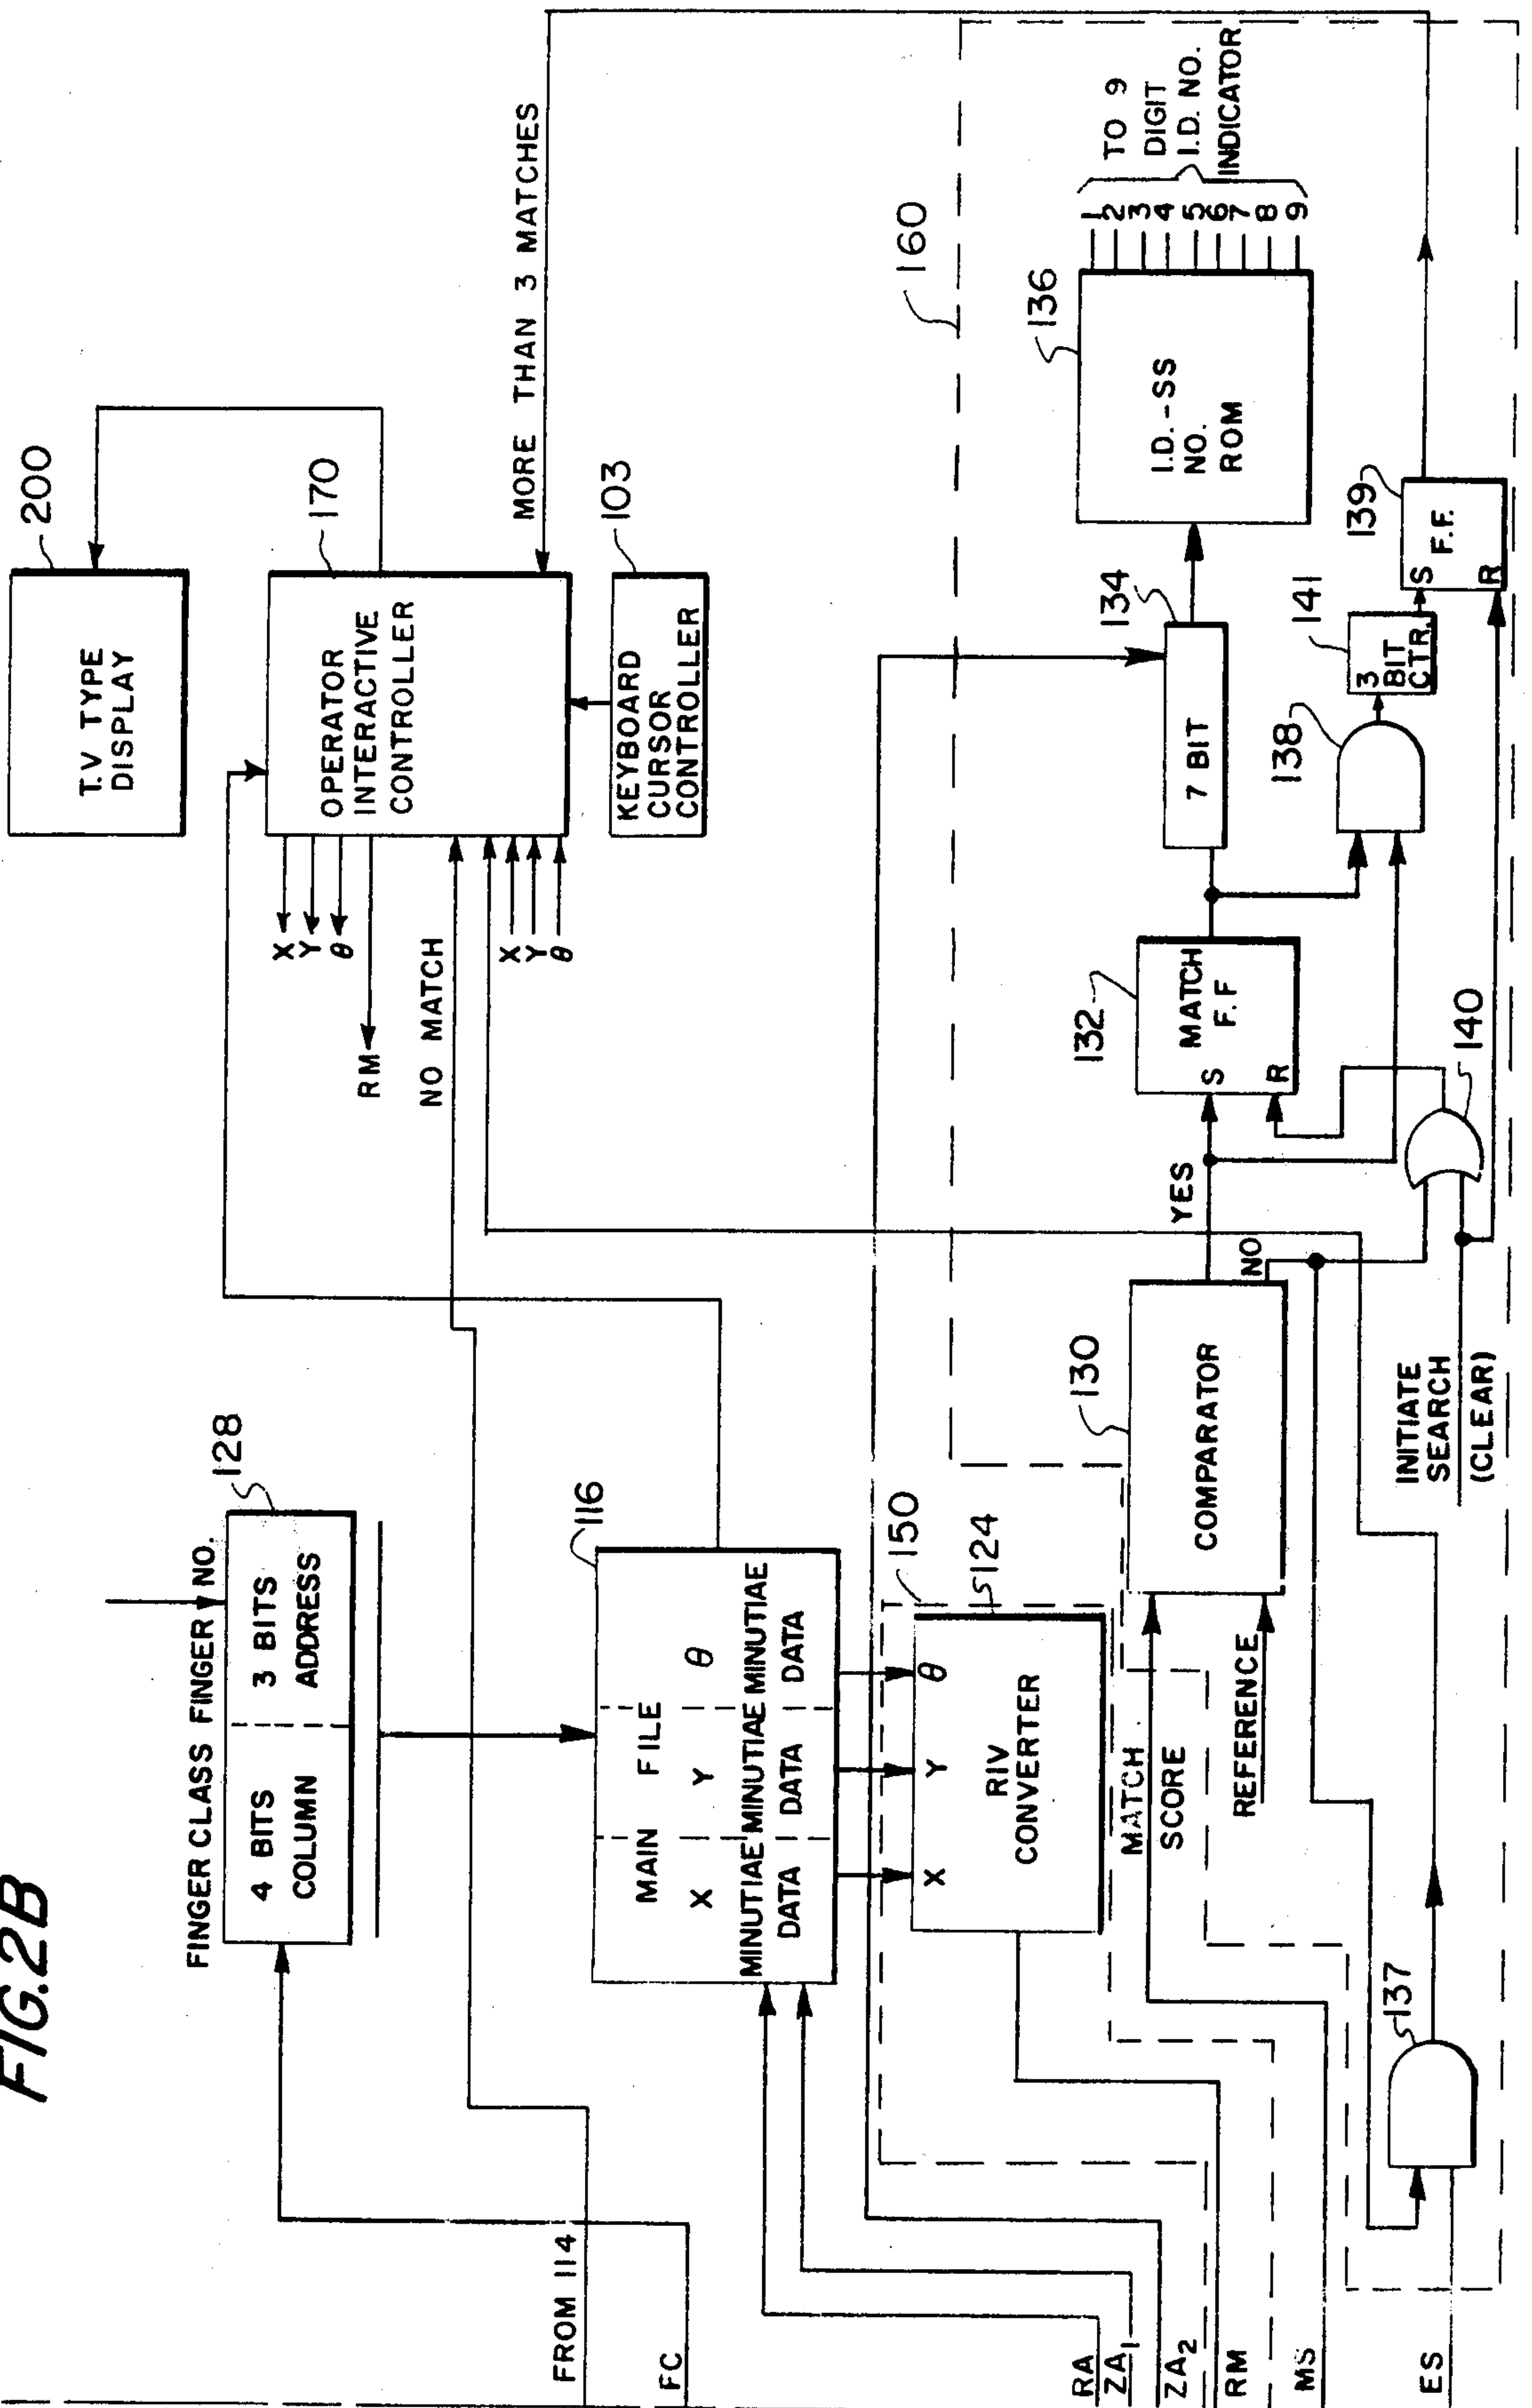 FIG.2B
FINGER CLASS FINGER NO.
4 BITS
COLUMN
3 BITS
ADDRESS
128
T.V TYPE
DISPLAY
200
OPERATOR
INTERACTIVE
CONTROLLER
170
X
Y
θ
RM
NO MATCH
X
Y
θ
KEYBOARD
CURSOR
CONTROLLER
103
MORE THAN 3 MATCHES
FROM 114
FC
MAIN FILE
X Y θ
MINUTIAE MINUTIAE MINUTIAE
DATA DATA DATA
116
150
124
X Y θ
RIV
CONVERTER
RA
ZA1
ZA2
RM
MS
ES
MATCH
SCORE
REFERENCE
COMPARATOR
130
YES
NO
INITIATE
SEARCH
(CLEAR)
137
132
MATCH
F.F
S
R
140
7 BIT
134
138
3
BIT
CTR.
141
S
F.F.
R
139
I.D.-SS
NO.
ROM
136
160
1
2
3
4
5
6
7
8
9
TO 9
DIGIT
I.D. NO.
INDICATOR